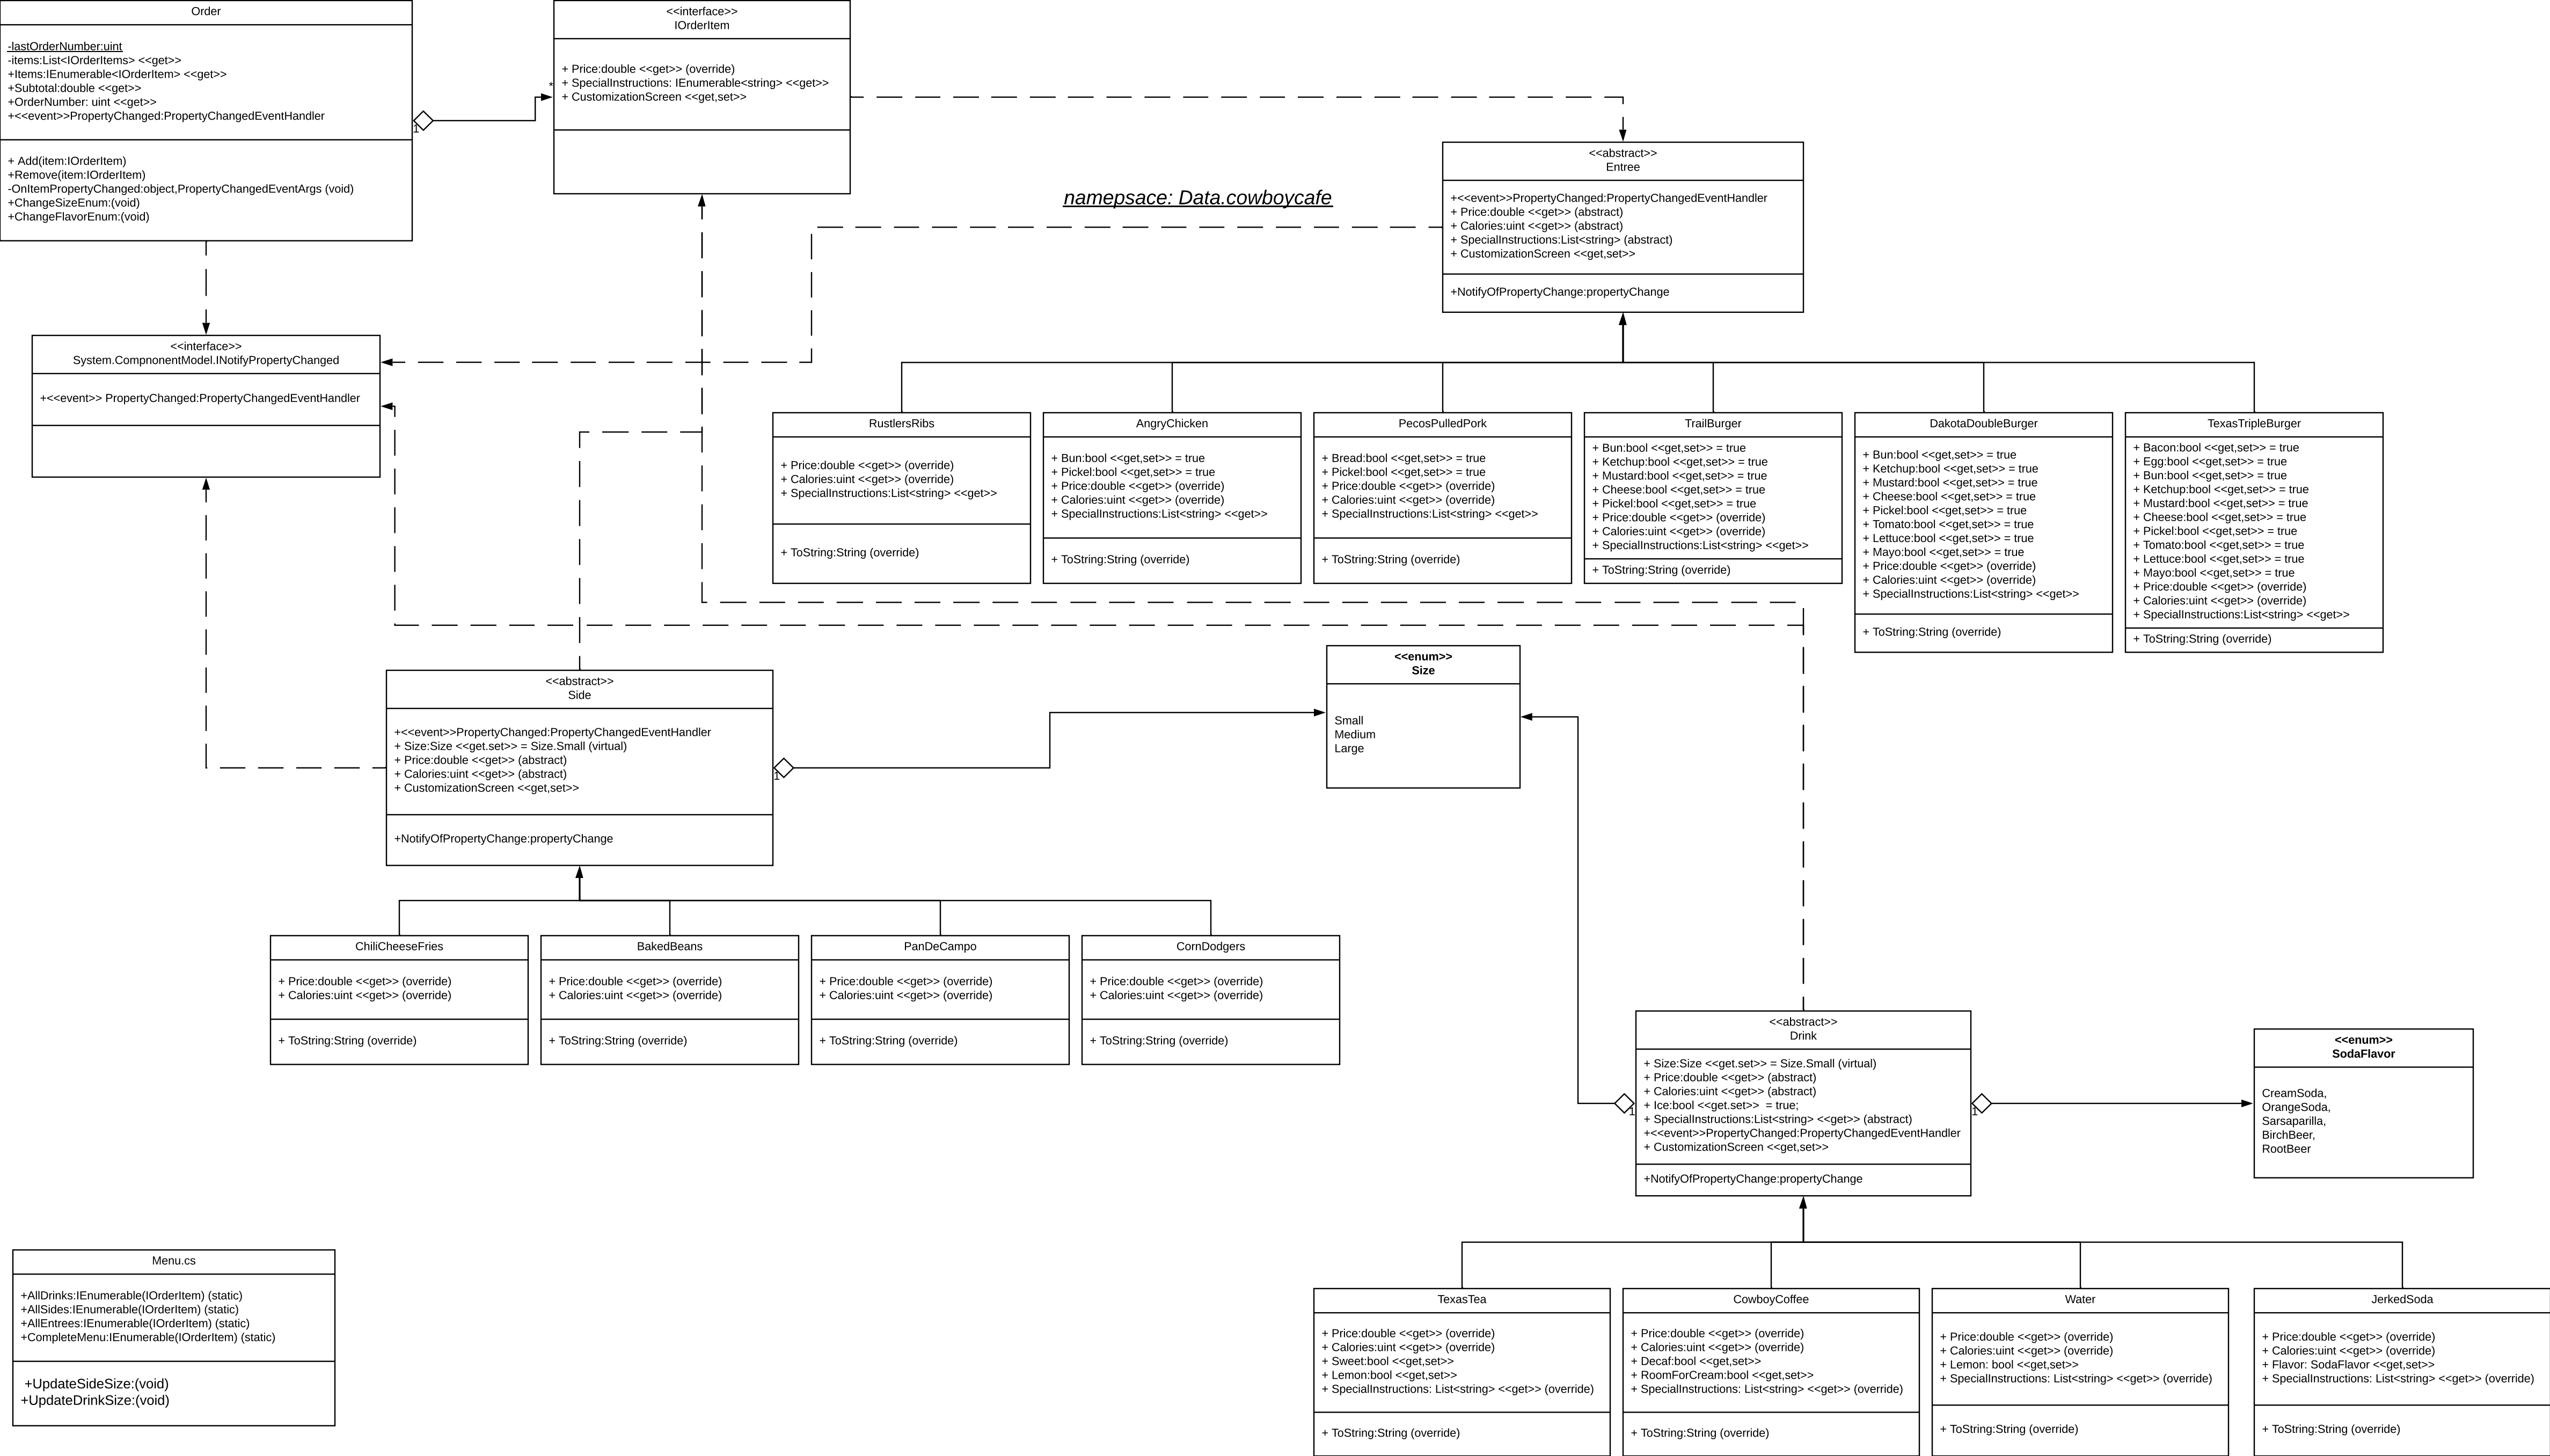 Order
-lastOrderNumber:uint
-items:List<IOrderItems> <<get>>
+Items:IEnumerable<IOrderItem> <<get>>
+Subtotal:double <<get>>
+OrderNumber: uint <<get>>
+<<event>>PropertyChanged:PropertyChangedEventHandler
+ Add(item:IOrderItem)
+Remove(item:IOrderItem)
-OnItemPropertyChanged:object,PropertyChangedEventArgs (void)
+ChangeSizeEnum:(void)
+ChangeFlavorEnum:(void)
1
*
<<interface>>
IOrderItem
+ Price:double <<get>> (override)
+ SpecialInstructions: IEnumerable<string> <<get>>
+ CustomizationScreen <<get,set>>
namepsace: Data.cowboycafe
<<abstract>>
Entree
+<<event>>PropertyChanged:PropertyChangedEventHandler
+ Price:double <<get>> (abstract)
+ Calories:uint <<get>> (abstract)
+ SpecialInstructions:List<string> (abstract)
+ CustomizationScreen <<get,set>>
+NotifyOfPropertyChange:propertyChange
<<interface>>
System.CompnonentModel.INotifyPropertyChanged
+<<event>> PropertyChanged:PropertyChangedEventHandler
RustlersRibs
+ Price:double <<get>> (override)
+ Calories:uint <<get>> (override)
+ SpecialInstructions:List<string> <<get>>
+ ToString:String (override)
AngryChicken
+ Bun:bool <<get,set>> = true
+ Pickel:bool <<get,set>> = true
+ Price:double <<get>> (override)
+ Calories:uint <<get>> (override)
+ SpecialInstructions:List<string> <<get>>
+ ToString:String (override)
PecosPulledPork
+ Bread:bool <<get,set>> = true
+ Pickel:bool <<get,set>> = true
+ Price:double <<get>> (override)
+ Calories:uint <<get>> (override)
+ SpecialInstructions:List<string> <<get>>
+ ToString:String (override)
TrailBurger
+ Bun:bool <<get,set>> = true
+ Ketchup:bool <<get,set>> = true
+ Mustard:bool <<get,set>> = true
+ Cheese:bool <<get,set>> = true
+ Pickel:bool <<get,set>> = true
+ Price:double <<get>> (override)
+ Calories:uint <<get>> (override)
+ SpecialInstructions:List<string> <<get>>
+ ToString:String (override)
DakotaDoubleBurger
+ Bun:bool <<get,set>> = true
+ Ketchup:bool <<get,set>> = true
+ Mustard:bool <<get,set>> = true
+ Cheese:bool <<get,set>> = true
+ Pickel:bool <<get,set>> = true
+ Tomato:bool <<get,set>> = true
+ Lettuce:bool <<get,set>> = true
+ Mayo:bool <<get,set>> = true
+ Price:double <<get>> (override)
+ Calories:uint <<get>> (override)
+ SpecialInstructions:List<string> <<get>>
+ ToString:String (override)
TexasTripleBurger
+ Bacon:bool <<get,set>> = true
+ Egg:bool <<get,set>> = true
+ Bun:bool <<get,set>> = true
+ Ketchup:bool <<get,set>> = true
+ Mustard:bool <<get,set>> = true
+ Cheese:bool <<get,set>> = true
+ Pickel:bool <<get,set>> = true
+ Tomato:bool <<get,set>> = true
+ Lettuce:bool <<get,set>> = true
+ Mayo:bool <<get,set>> = true
+ Price:double <<get>> (override)
+ Calories:uint <<get>> (override)
+ SpecialInstructions:List<string> <<get>>
+ ToString:String (override)
<<abstract>>
Side
+<<event>>PropertyChanged:PropertyChangedEventHandler
+ Size:Size <<get.set>> = Size.Small (virtual)
+ Price:double <<get>> (abstract)
+ Calories:uint <<get>> (abstract)
+ CustomizationScreen <<get,set>>
+NotifyOfPropertyChange:propertyChange
1
<<enum>>
Size
Small
Medium
Large
ChiliCheeseFries
+ Price:double <<get>> (override)
+ Calories:uint <<get>> (override)
+ ToString:String (override)
BakedBeans
+ Price:double <<get>> (override)
+ Calories:uint <<get>> (override)
+ ToString:String (override)
PanDeCampo
+ Price:double <<get>> (override)
+ Calories:uint <<get>> (override)
+ ToString:String (override)
CornDodgers
+ Price:double <<get>> (override)
+ Calories:uint <<get>> (override)
+ ToString:String (override)
<<abstract>>
Drink
+ Size:Size <<get.set>> = Size.Small (virtual)
+ Price:double <<get>> (abstract)
+ Calories:uint <<get>> (abstract)
+ Ice:bool <<get.set>>  = true;
+ SpecialInstructions:List<string> <<get>> (abstract)
+<<event>>PropertyChanged:PropertyChangedEventHandler
+ CustomizationScreen <<get,set>>
+NotifyOfPropertyChange:propertyChange
1
1
<<enum>>
SodaFlavor
CreamSoda,
OrangeSoda,
Sarsaparilla,
BirchBeer,
RootBeer
Menu.cs
+AllDrinks:IEnumerable(IOrderItem) (static)
+AllSides:IEnumerable(IOrderItem) (static)
+AllEntrees:IEnumerable(IOrderItem) (static)
+CompleteMenu:IEnumerable(IOrderItem) (static)
+UpdateSideSize:(void)
+UpdateDrinkSize:(void)
TexasTea
+ Price:double <<get>> (override)
+ Calories:uint <<get>> (override)
+ Sweet:bool <<get,set>>
+ Lemon:bool <<get,set>>
+ SpecialInstructions: List<string> <<get>> (override)
+ ToString:String (override)
CowboyCoffee
+ Price:double <<get>> (override)
+ Calories:uint <<get>> (override)
+ Decaf:bool <<get,set>>
+ RoomForCream:bool <<get,set>>
+ SpecialInstructions: List<string> <<get>> (override)
+ ToString:String (override)
Water
+ Price:double <<get>> (override)
+ Calories:uint <<get>> (override)
+ Lemon: bool <<get,set>>
+ SpecialInstructions: List<string> <<get>> (override)
+ ToString:String (override)
JerkedSoda
+ Price:double <<get>> (override)
+ Calories:uint <<get>> (override)
+ Flavor: SodaFlavor <<get,set>>
+ SpecialInstructions: List<string> <<get>> (override)
+ ToString:String (override)